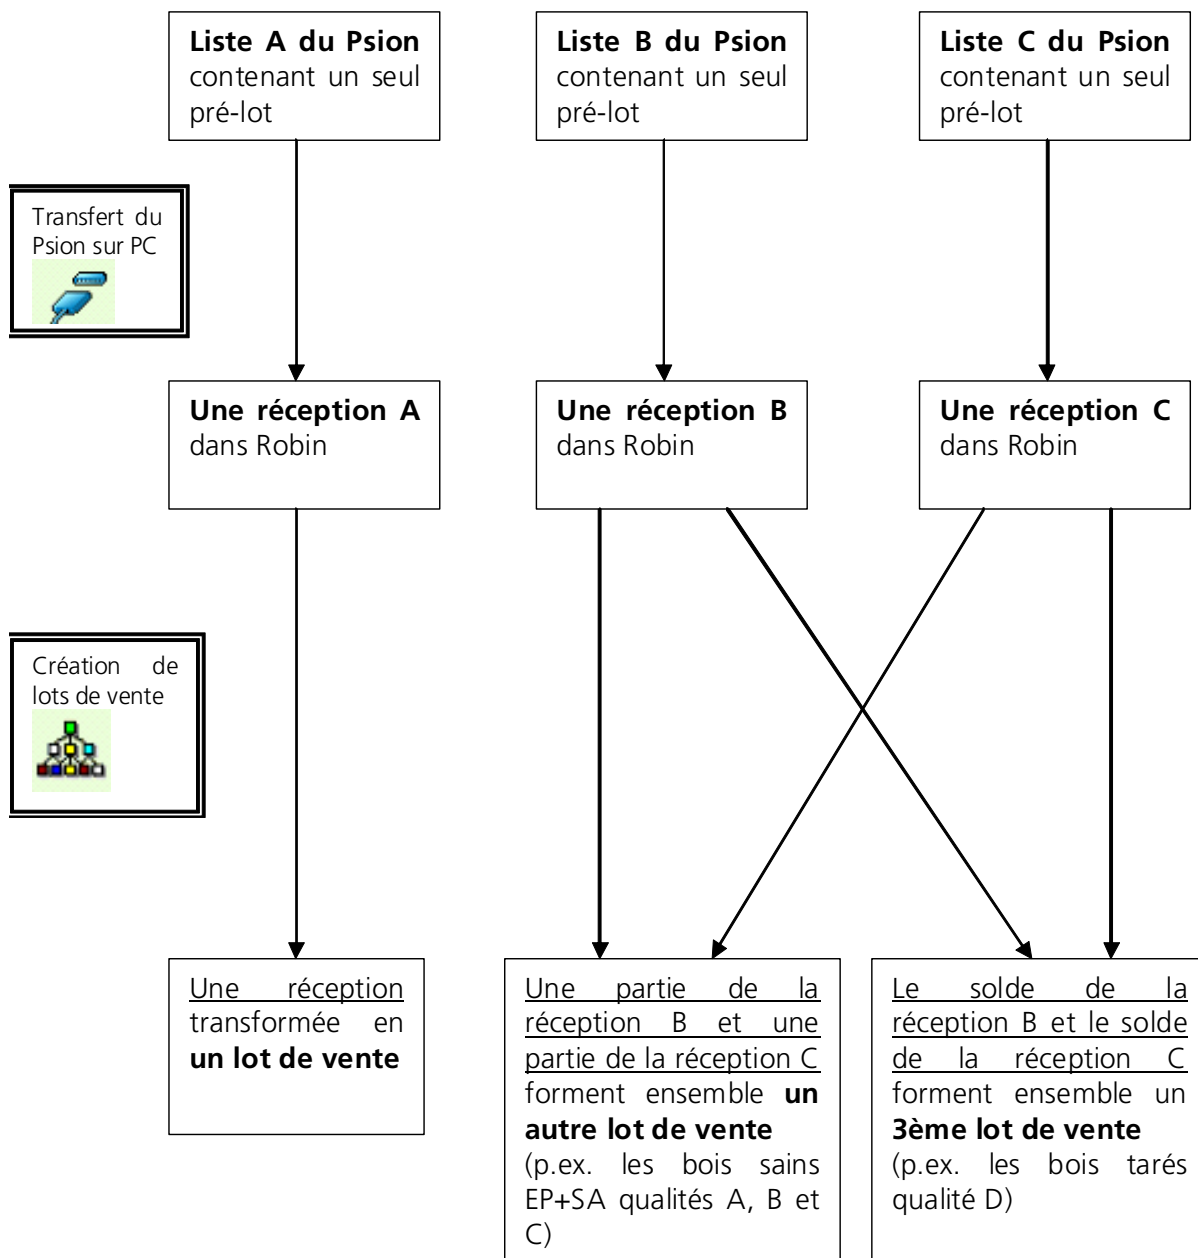 Liste A du Psion
contenant un seul
pré-lot
Liste B du Psion
contenant un seul
pré-lot
Liste C du Psion
contenant un seul
pré-lot
Transfert du
Psion sur PC
Une réception A
dans Robin
Une réception B
dans Robin
Une réception C
dans Robin
Création de
lots de vente
Une réception
transformée en
un lot de vente
Une partie de la
réception B et une
partie de la réception C
forment ensemble un
autre lot de vente
(p.ex. les bois sains
EP+SA qualités A, B et
C)
Le solde de la
réception B et le solde
de la réception C
forment ensemble un
3ème lot de vente
(p.ex. les bois tarés
qualité D)